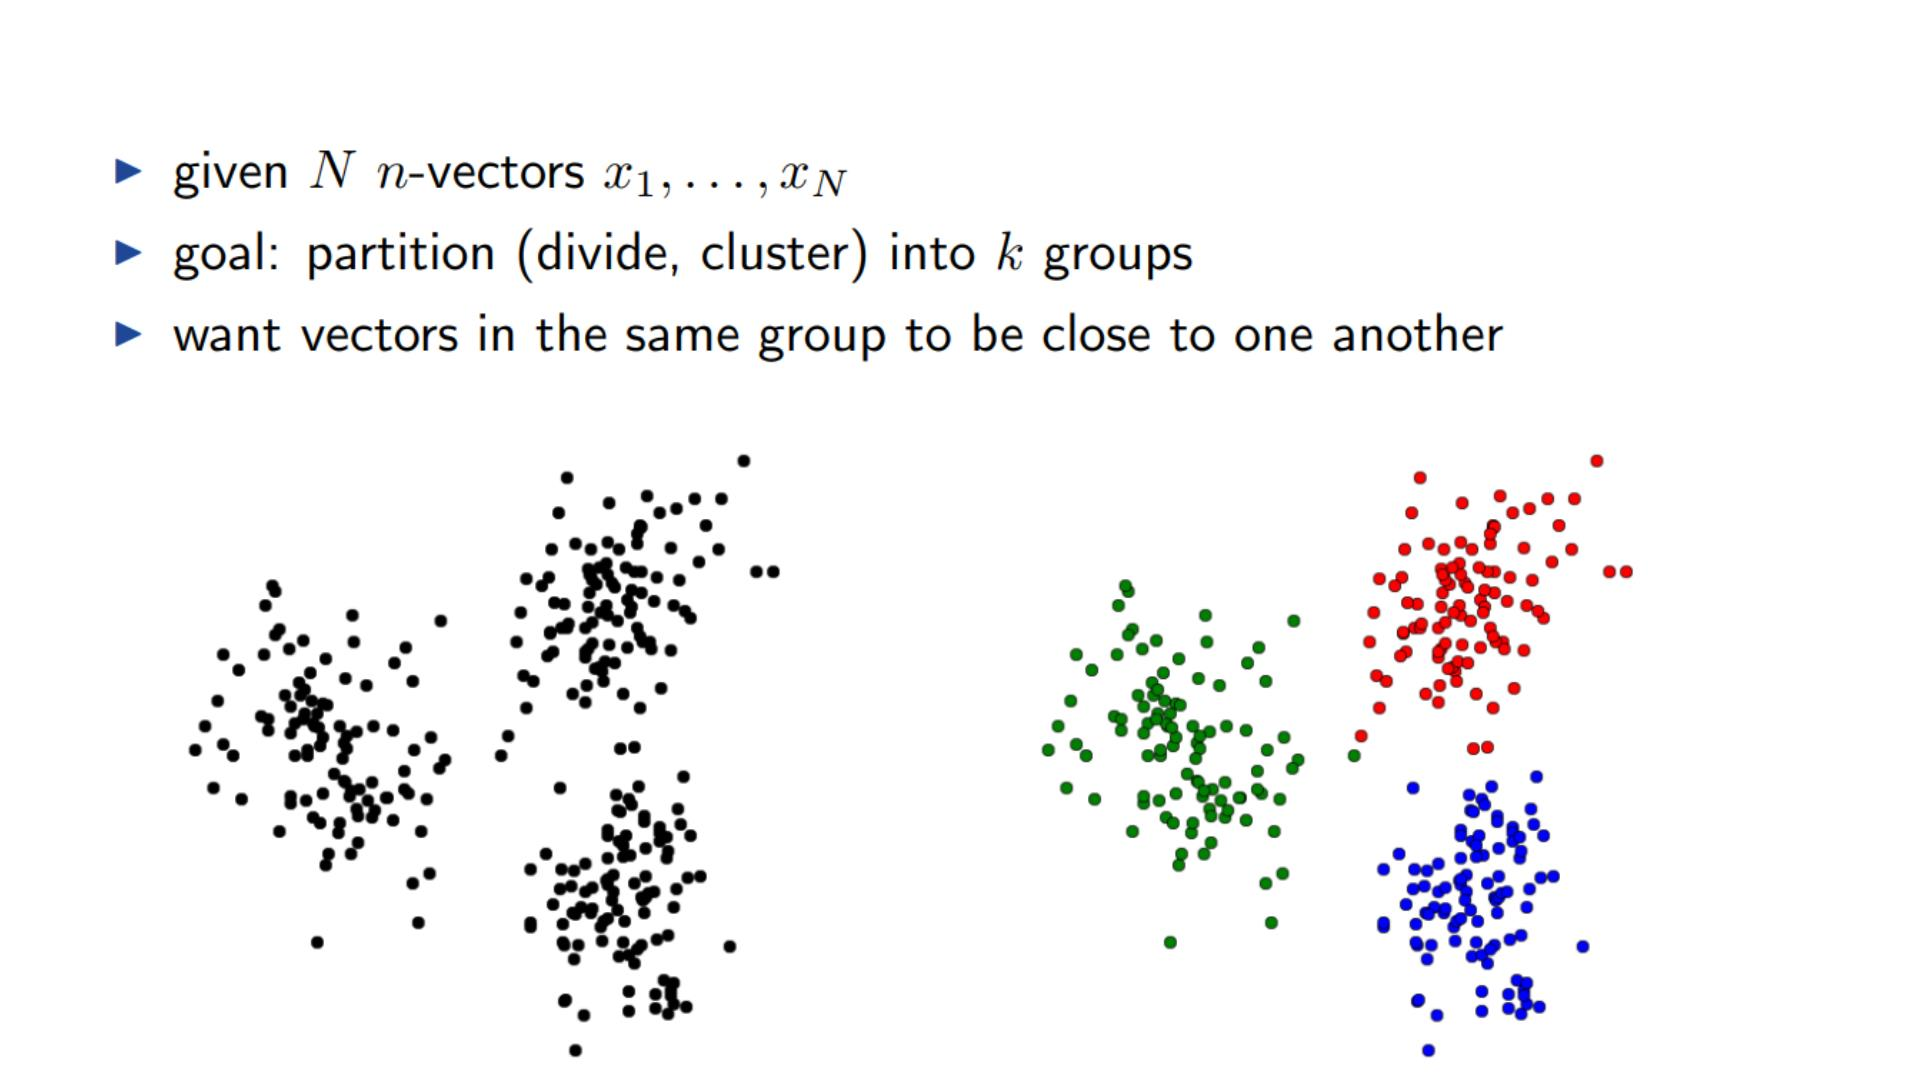 ▶ given N n-vectors x₁, . . . , x_N
▶ goal: partition (divide, cluster) into k groups
▶ want vectors in the same group to be close to one another